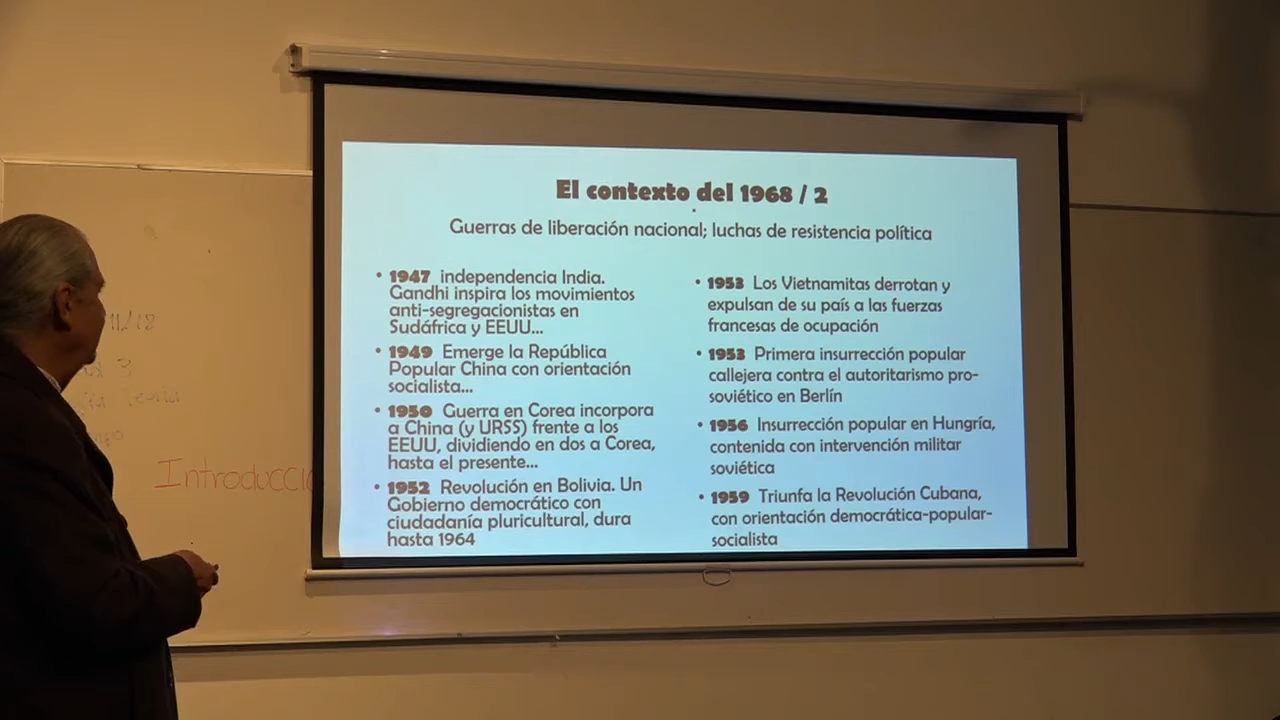 El contexto del 1968 / 2
Guerras de liberación nacional; luchas de resistencia política
• 1947 independencia India.
Gandhi inspira los movimientos
anti-segregacionistas en
Sudáfrica y EEUU...
• 1949 Emerge la República
Popular China con orientación
socialista...
• 1950 Guerra en Corea incorpora
a China (y URSS) frente a los
EEUU, dividiendo en dos a Corea,
hasta el presente...
• 1952 Revolución en Bolivia. Un
Gobierno democrático con
ciudadanía pluricultural, dura
hasta 1964
• 1953 Los Vietnamitas derrotan y
expulsan de su país a las fuerzas
francesas de ocupación
• 1953 Primera insurrección popular
callejera contra el autoritarismo pro-
soviético en Berlín
• 1956 Insurrección popular en Hungría,
contenida con intervención militar
soviética
• 1959 Triunfa la Revolución Cubana,
con orientación democrática-popular-
socialista
11/18
3
Teoría
Introducci